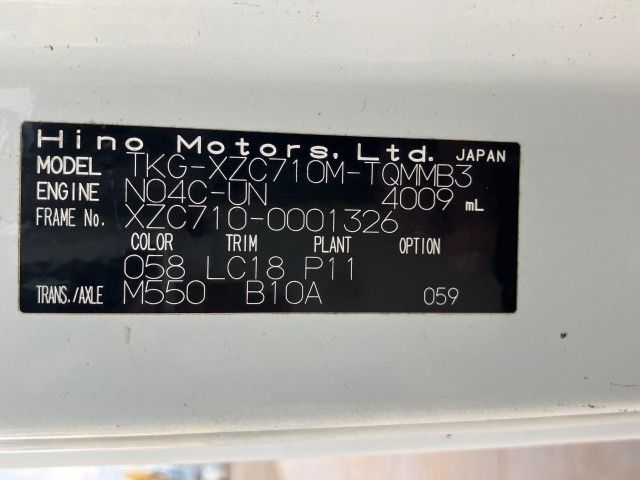 Hino Motors, Ltd. JAPAN
MODEL TKG-XZC710M-TQMMB3
ENGINE N04C-UN 4009 mL
FRAME No. XZC710-0001326
COLOR TRIM PLANT OPTION
058 LC18 P11
TRANS./AXLE M550 B10A 059